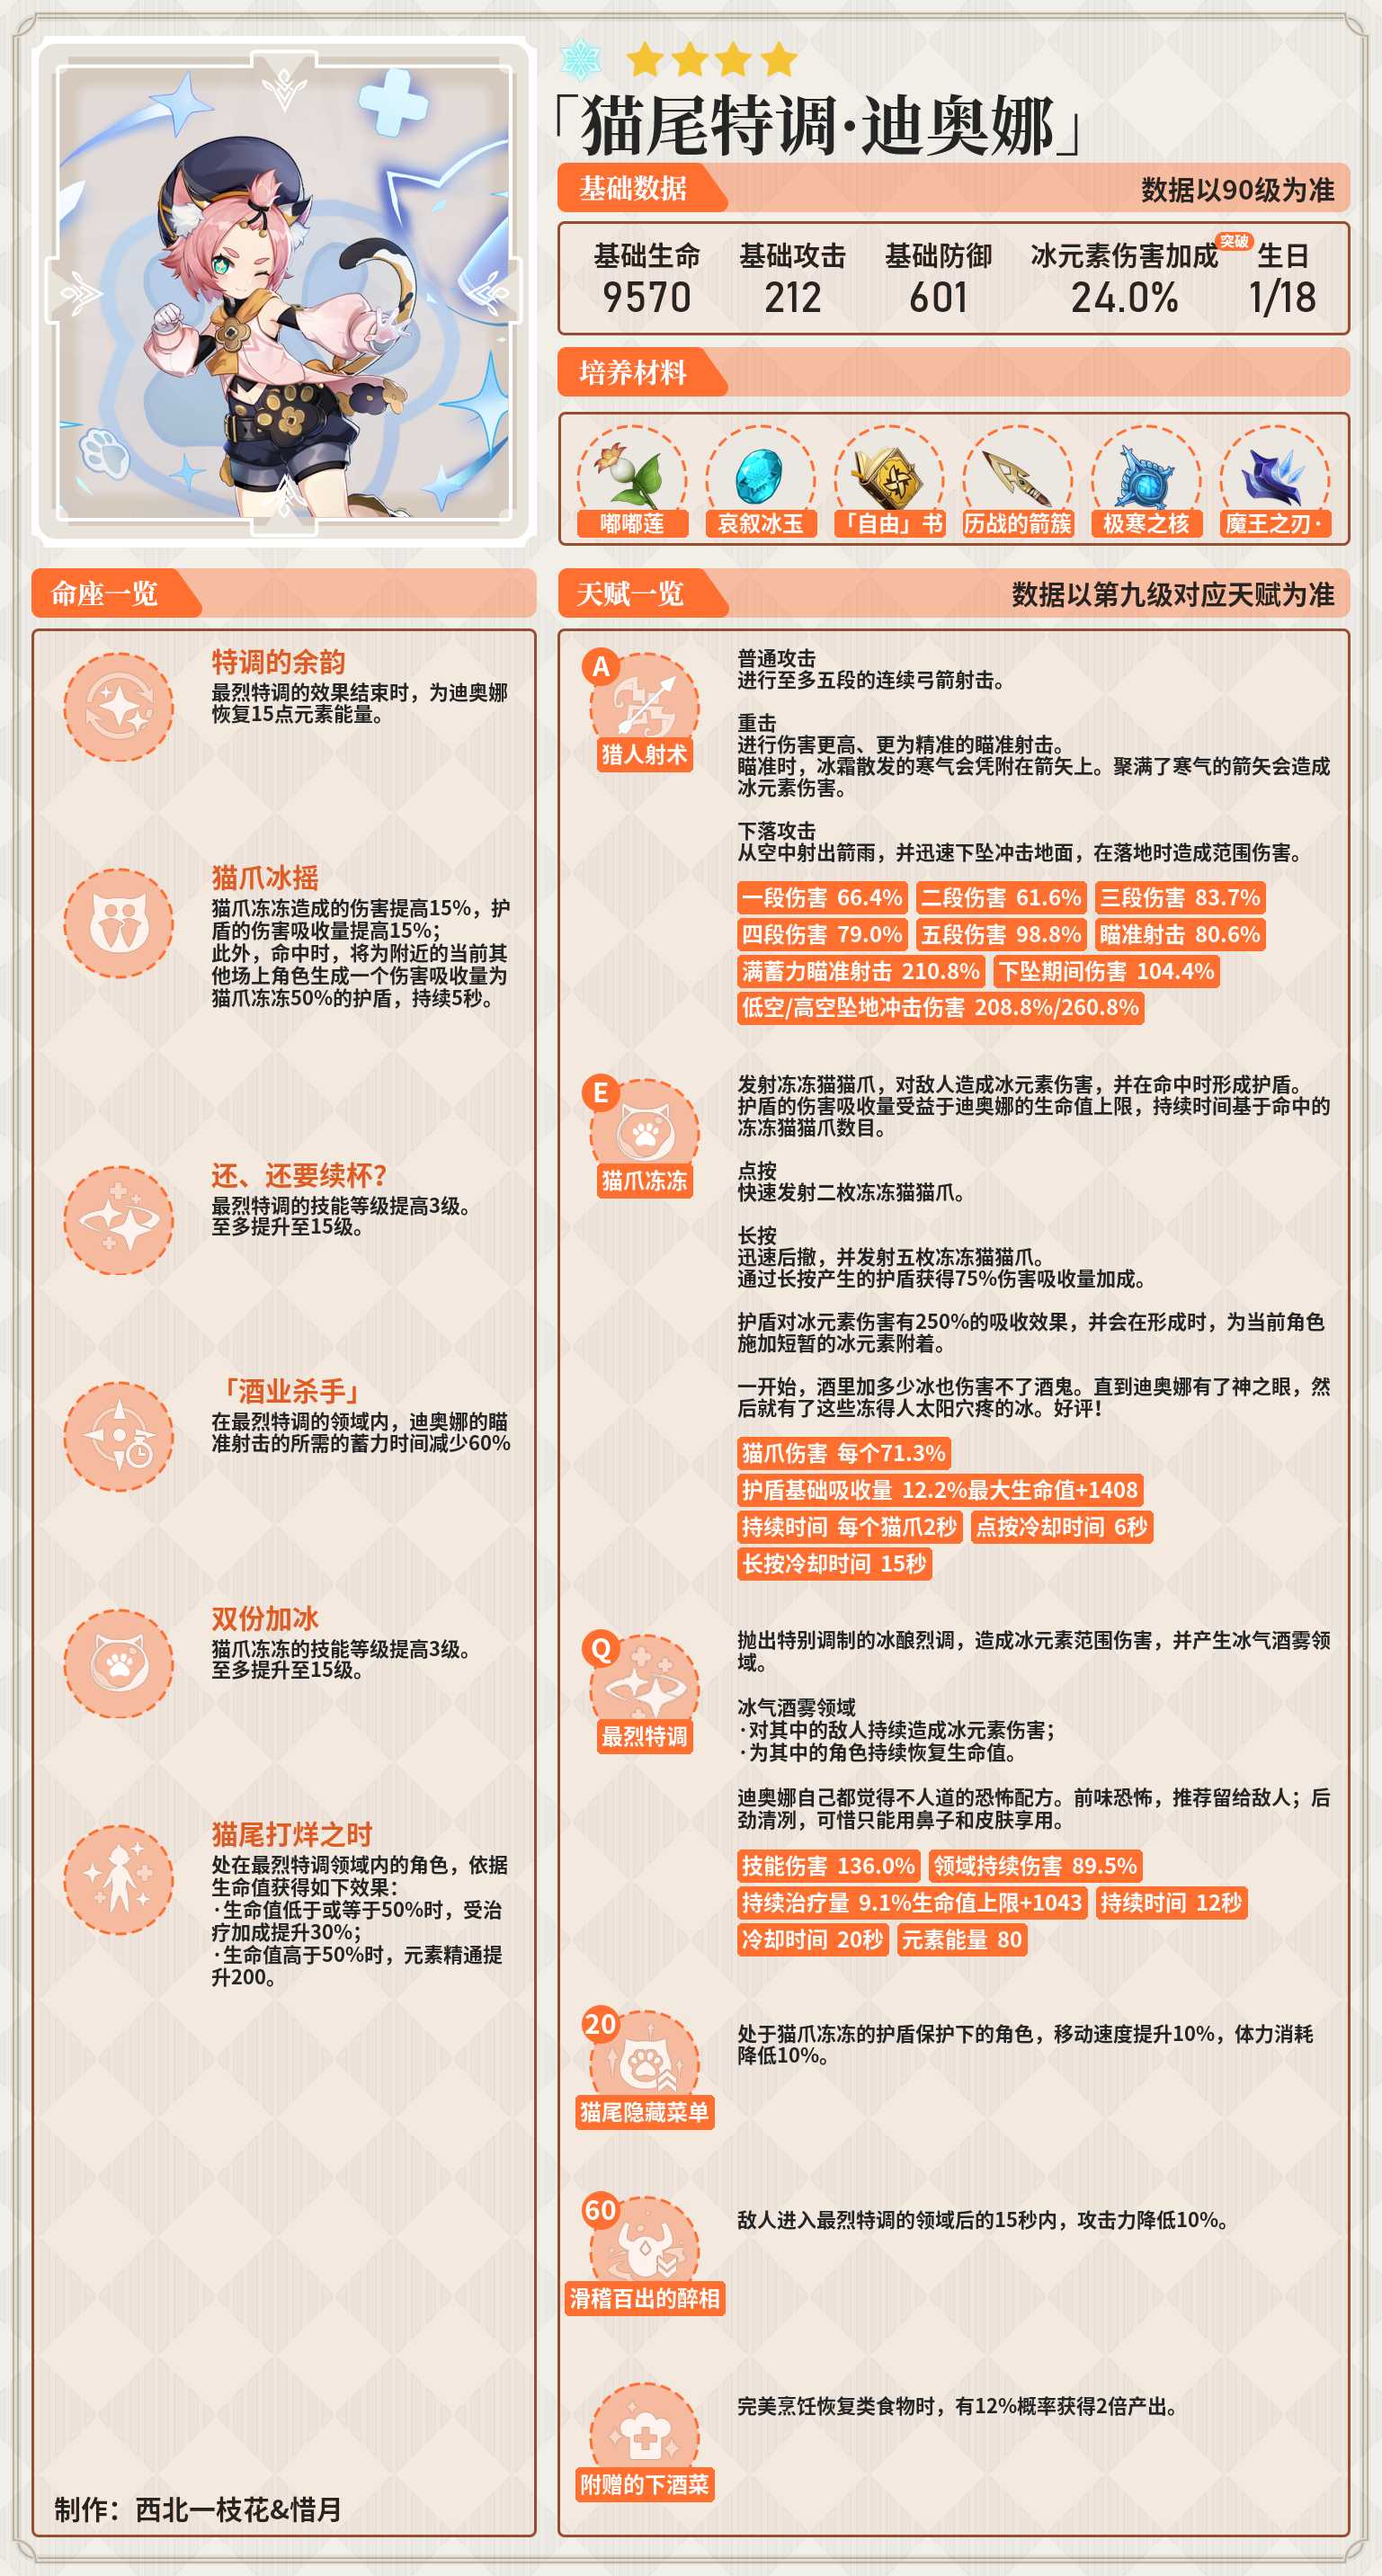 「猫尾特调·迪奥娜」
基础数据
数据以90级为准
基础生命 基础攻击 基础防御 冰元素伤害加成 突破 生日
9570 212 601 24.0% 1/18
培养材料
嘟嘟莲 哀叙冰玉 「自由」书 历战的箭簇 极寒之核 魔王之刃·
命座一览
特调的余韵
最烈特调的效果结束时，为迪奥娜
恢复15点元素能量。
猫爪冰摇
猫爪冻冻造成的伤害提高15%，护
盾的伤害吸收量提高15%；
此外，命中时，将为附近的当前其
他场上角色生成一个伤害吸收量为
猫爪冻冻50%的护盾，持续5秒。
还、还要续杯？
最烈特调的技能等级提高3级。
至多提升至15级。
「酒业杀手」
在最烈特调的领域内，迪奥娜的瞄
准射击的所需的蓄力时间减少60%
双份加冰
猫爪冻冻的技能等级提高3级。
至多提升至15级。
猫尾打烊之时
处在最烈特调领域内的角色，依据
生命值获得如下效果：
·生命值低于或等于50%时，受治
疗加成提升30%；
·生命值高于50%时，元素精通提
升200。
制作：西北一枝花&惜月
天赋一览
数据以第九级对应天赋为准
A
猎人射术
普通攻击
进行至多五段的连续弓箭射击。
重击
进行伤害更高、更为精准的瞄准射击。
瞄准时，冰霜散发的寒气会凭附在箭矢上。聚满了寒气的箭矢会造成
冰元素伤害。
下落攻击
从空中射出箭雨，并迅速下坠冲击地面，在落地时造成范围伤害。
一段伤害 66.4% 二段伤害 61.6% 三段伤害 83.7%
四段伤害 79.0% 五段伤害 98.8% 瞄准射击 80.6%
满蓄力瞄准射击 210.8% 下坠期间伤害 104.4%
低空/高空坠地冲击伤害 208.8%/260.8%
E
猫爪冻冻
发射冻冻猫猫爪，对敌人造成冰元素伤害，并在命中时形成护盾。
护盾的伤害吸收量受益于迪奥娜的生命值上限，持续时间基于命中的
冻冻猫猫爪数目。
点按
快速发射二枚冻冻猫猫爪。
长按
迅速后撤，并发射五枚冻冻猫猫爪。
通过长按产生的护盾获得75%伤害吸收量加成。
护盾对冰元素伤害有250%的吸收效果，并会在形成时，为当前角色
施加短暂的冰元素附着。
一开始，酒里加多少冰也伤害不了酒鬼。直到迪奥娜有了神之眼，然
后就有了这些冻得人太阳穴疼的冰。好评！
猫爪伤害 每个71.3%
护盾基础吸收量 12.2%最大生命值+1408
持续时间 每个猫爪2秒 点按冷却时间 6秒
长按冷却时间 15秒
Q
最烈特调
抛出特别调制的冰酿烈调，造成冰元素范围伤害，并产生冰气酒雾领
域。
冰气酒雾领域
·对其中的敌人持续造成冰元素伤害；
·为其中的角色持续恢复生命值。
迪奥娜自己都觉得不人道的恐怖配方。前味恐怖，推荐留给敌人；后
劲清冽，可惜只能用鼻子和皮肤享用。
技能伤害 136.0% 领域持续伤害 89.5%
持续治疗量 9.1%生命值上限+1043 持续时间 12秒
冷却时间 20秒 元素能量 80
20
猫尾隐藏菜单
处于猫爪冻冻的护盾保护下的角色，移动速度提升10%，体力消耗
降低10%。
60
滑稽百出的醉相
敌人进入最烈特调的领域后的15秒内，攻击力降低10%。
附赠的下酒菜
完美烹饪恢复类食物时，有12%概率获得2倍产出。